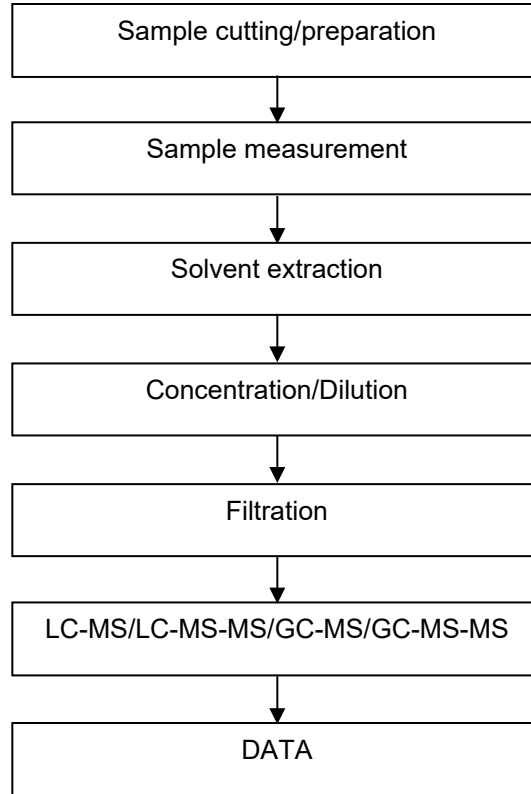 Sample cutting/preparation
Sample measurement
Solvent extraction
Concentration/Dilution
Filtration
LC-MS/LC-MS-MS/GC-MS/GC-MS-MS
DATA